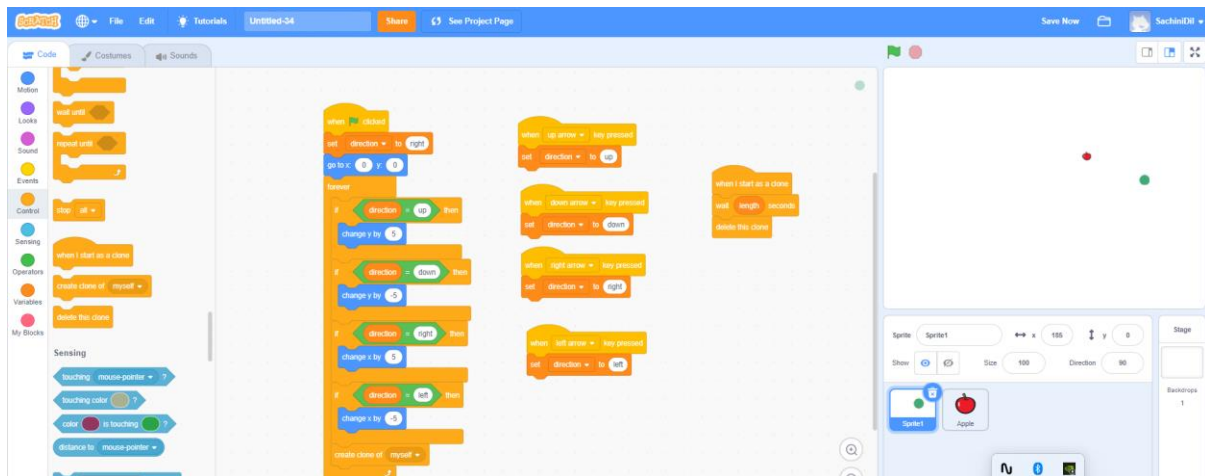 SCRATCH
File Edit Tutorials Untitled-34 Share See Project Page Save Now SachiniDil
Code Costumes Sounds
Motion
Looks
Sound
Events
Control
Sensing
Operators
Variables
My Blocks
wait until
repeat until
stop all
when I start as a clone
create clone of myself
delete this clone
Sensing
touching mouse-pointer ?
touching color ?
color is touching ?
distance to mouse-pointer
when clicked
set direction to right
go to x: 0 y: 0
forever
if direction = up then
change y by 5
if direction = down then
change y by -5
if direction = right then
change x by 5
if direction = left then
change x by -5
create clone of myself
when up arrow key pressed
set direction to up
when down arrow key pressed
set direction to down
when right arrow key pressed
set direction to right
when left arrow key pressed
set direction to left
when I start as a clone
wait length seconds
delete this clone
Sprite Sprite1 x 185 y 0
Show Size 100 Direction 90
Sprite1
Apple
Stage
Backdrops
1